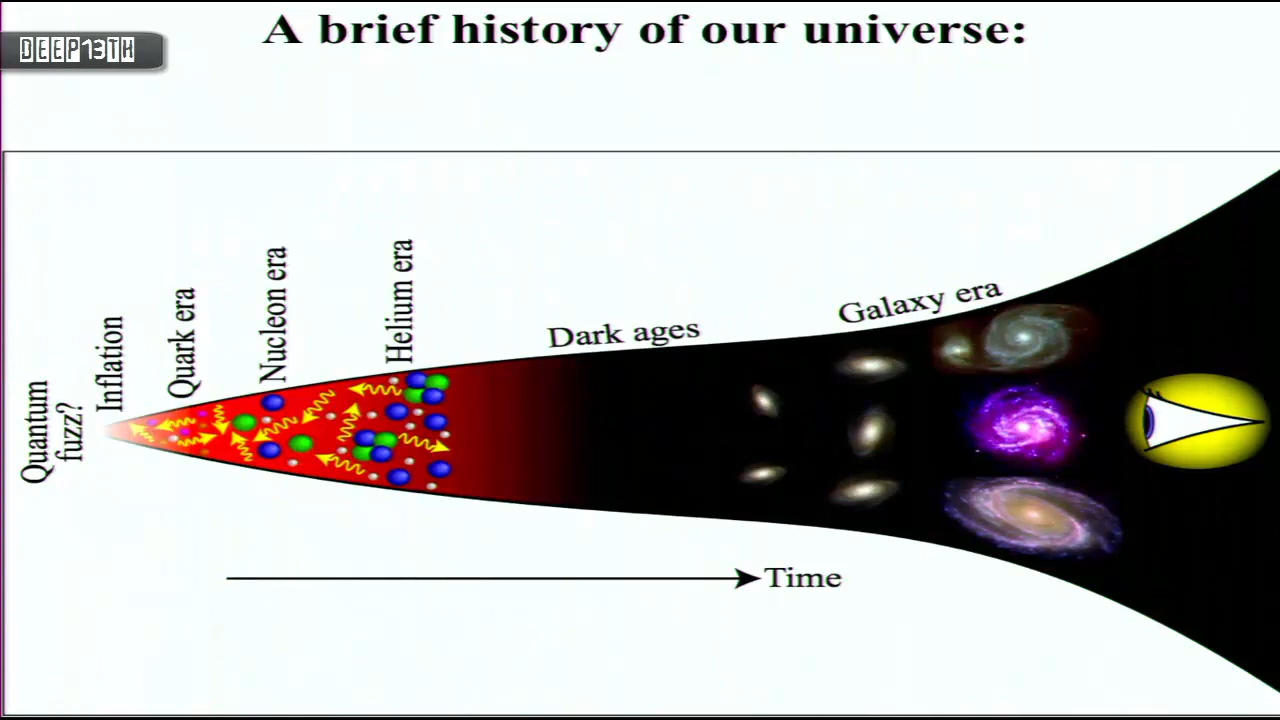 A brief history of our universe:
DEEP13TH
Quantum
fuzz?
Inflation
Quark era
Nucleon era
Helium era
Dark ages
Galaxy era
Time